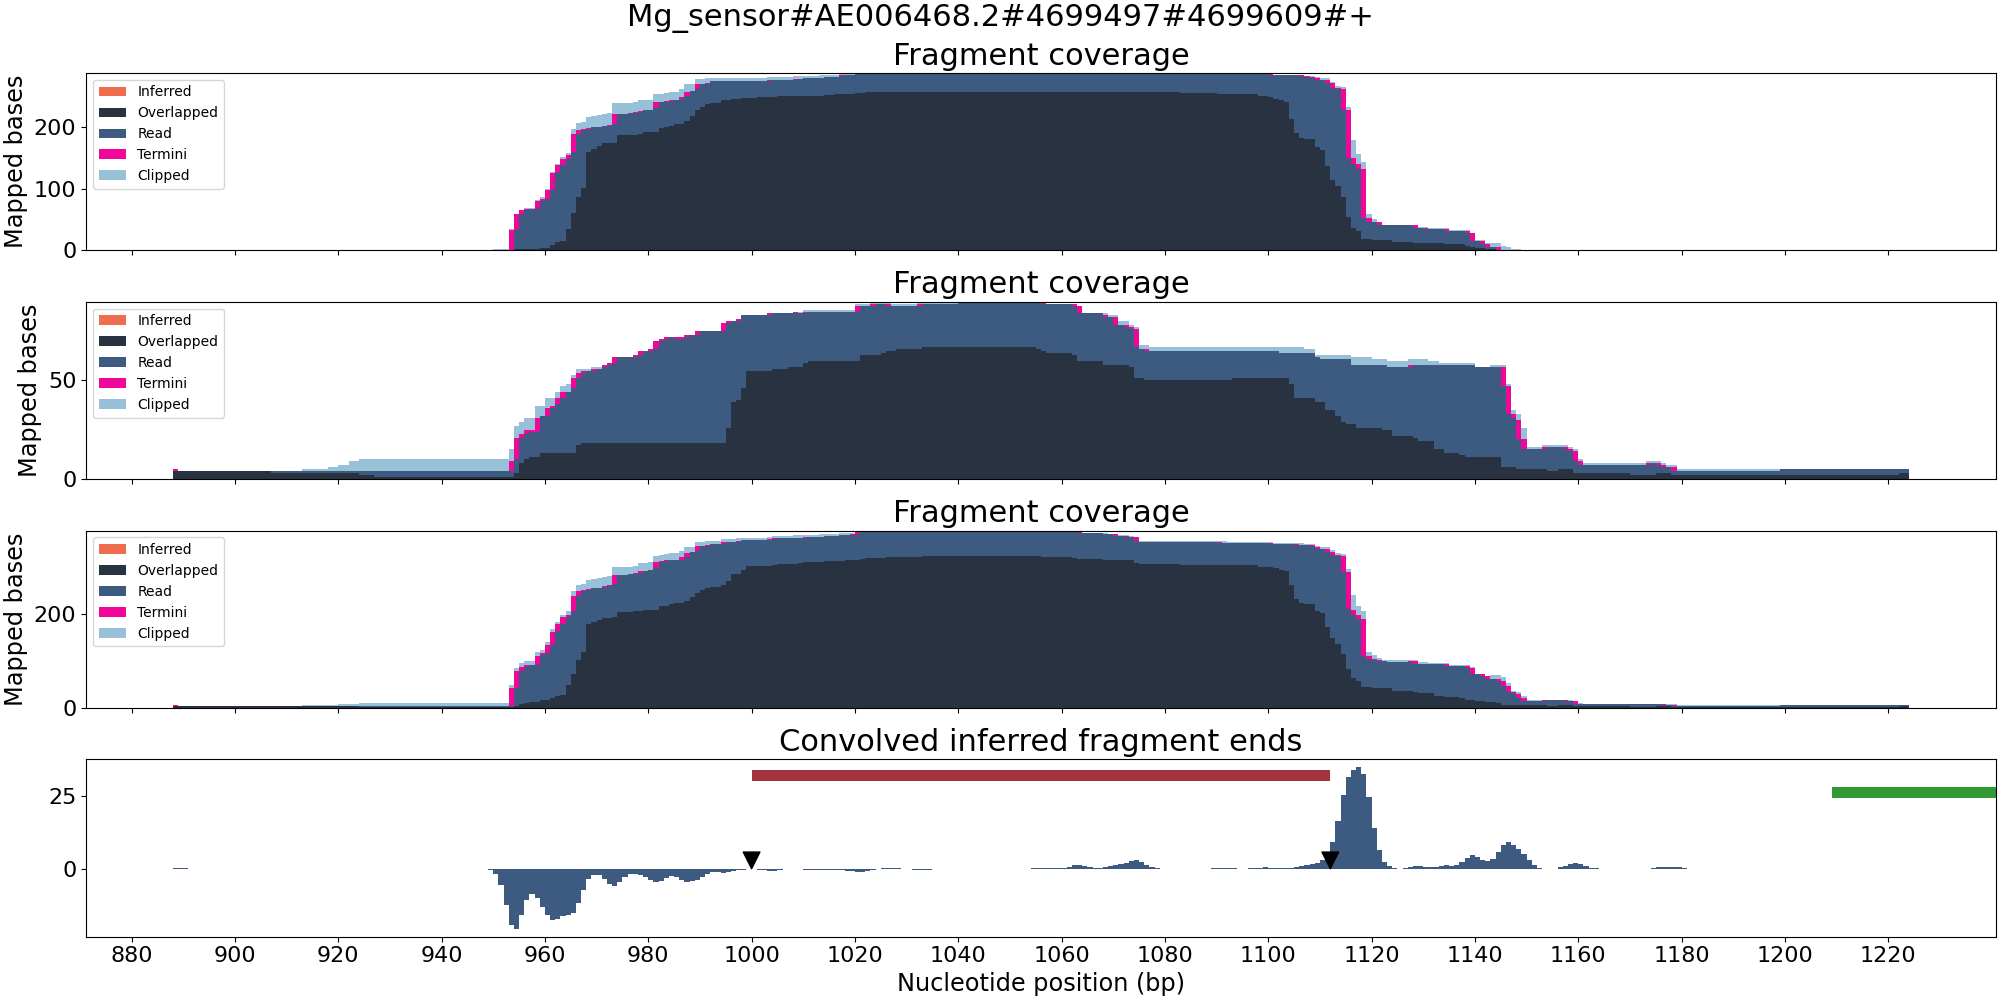 Mg_sensor#AE006468.2#4699497#4699609#+
Fragment coverage
Mapped bases
200
100
0
Inferred
Overlapped
Read
Termini
Clipped
Fragment coverage
Mapped bases
50
0
Inferred
Overlapped
Read
Termini
Clipped
Fragment coverage
Mapped bases
200
0
Inferred
Overlapped
Read
Termini
Clipped
Convolved inferred fragment ends
25
0
880 900 920 940 960 980 1000 1020 1040 1060 1080 1100 1120 1140 1160 1180 1200 1220
Nucleotide position (bp)